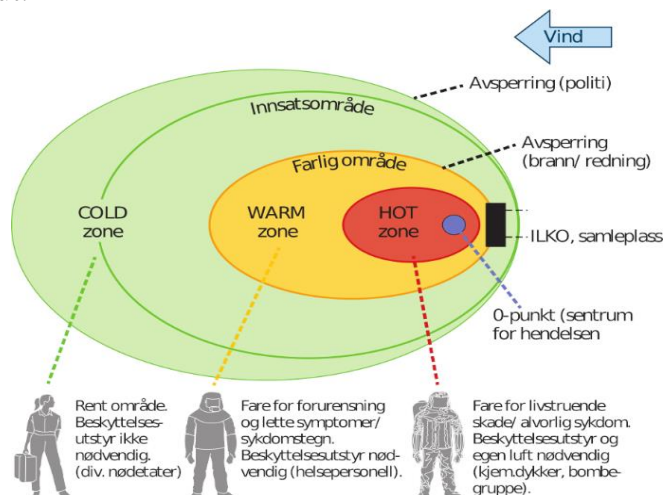 Vind
Avsperring (politi)
Innsatsområde
Avsperring
(brann/ redning)
Farlig område
COLD
zone
WARM
zone
HOT
zone
ILKO, samleplass
0-punkt (sentrum
for hendelsen
Rent område.
Beskyttelses-
utstyr ikke
nødvendig.
(div. nødetater)
Fare for forurensning
og lette symptomer/
sykdomstegn.
Beskyttelsesutstyr nød-
vendig (helsepersonell).
Fare for livstruende
skade/ alvorlig sykdom.
Beskyttelsesutstyr og
egen luft nødvendig
(kjem.dykker, bombe-
gruppe).